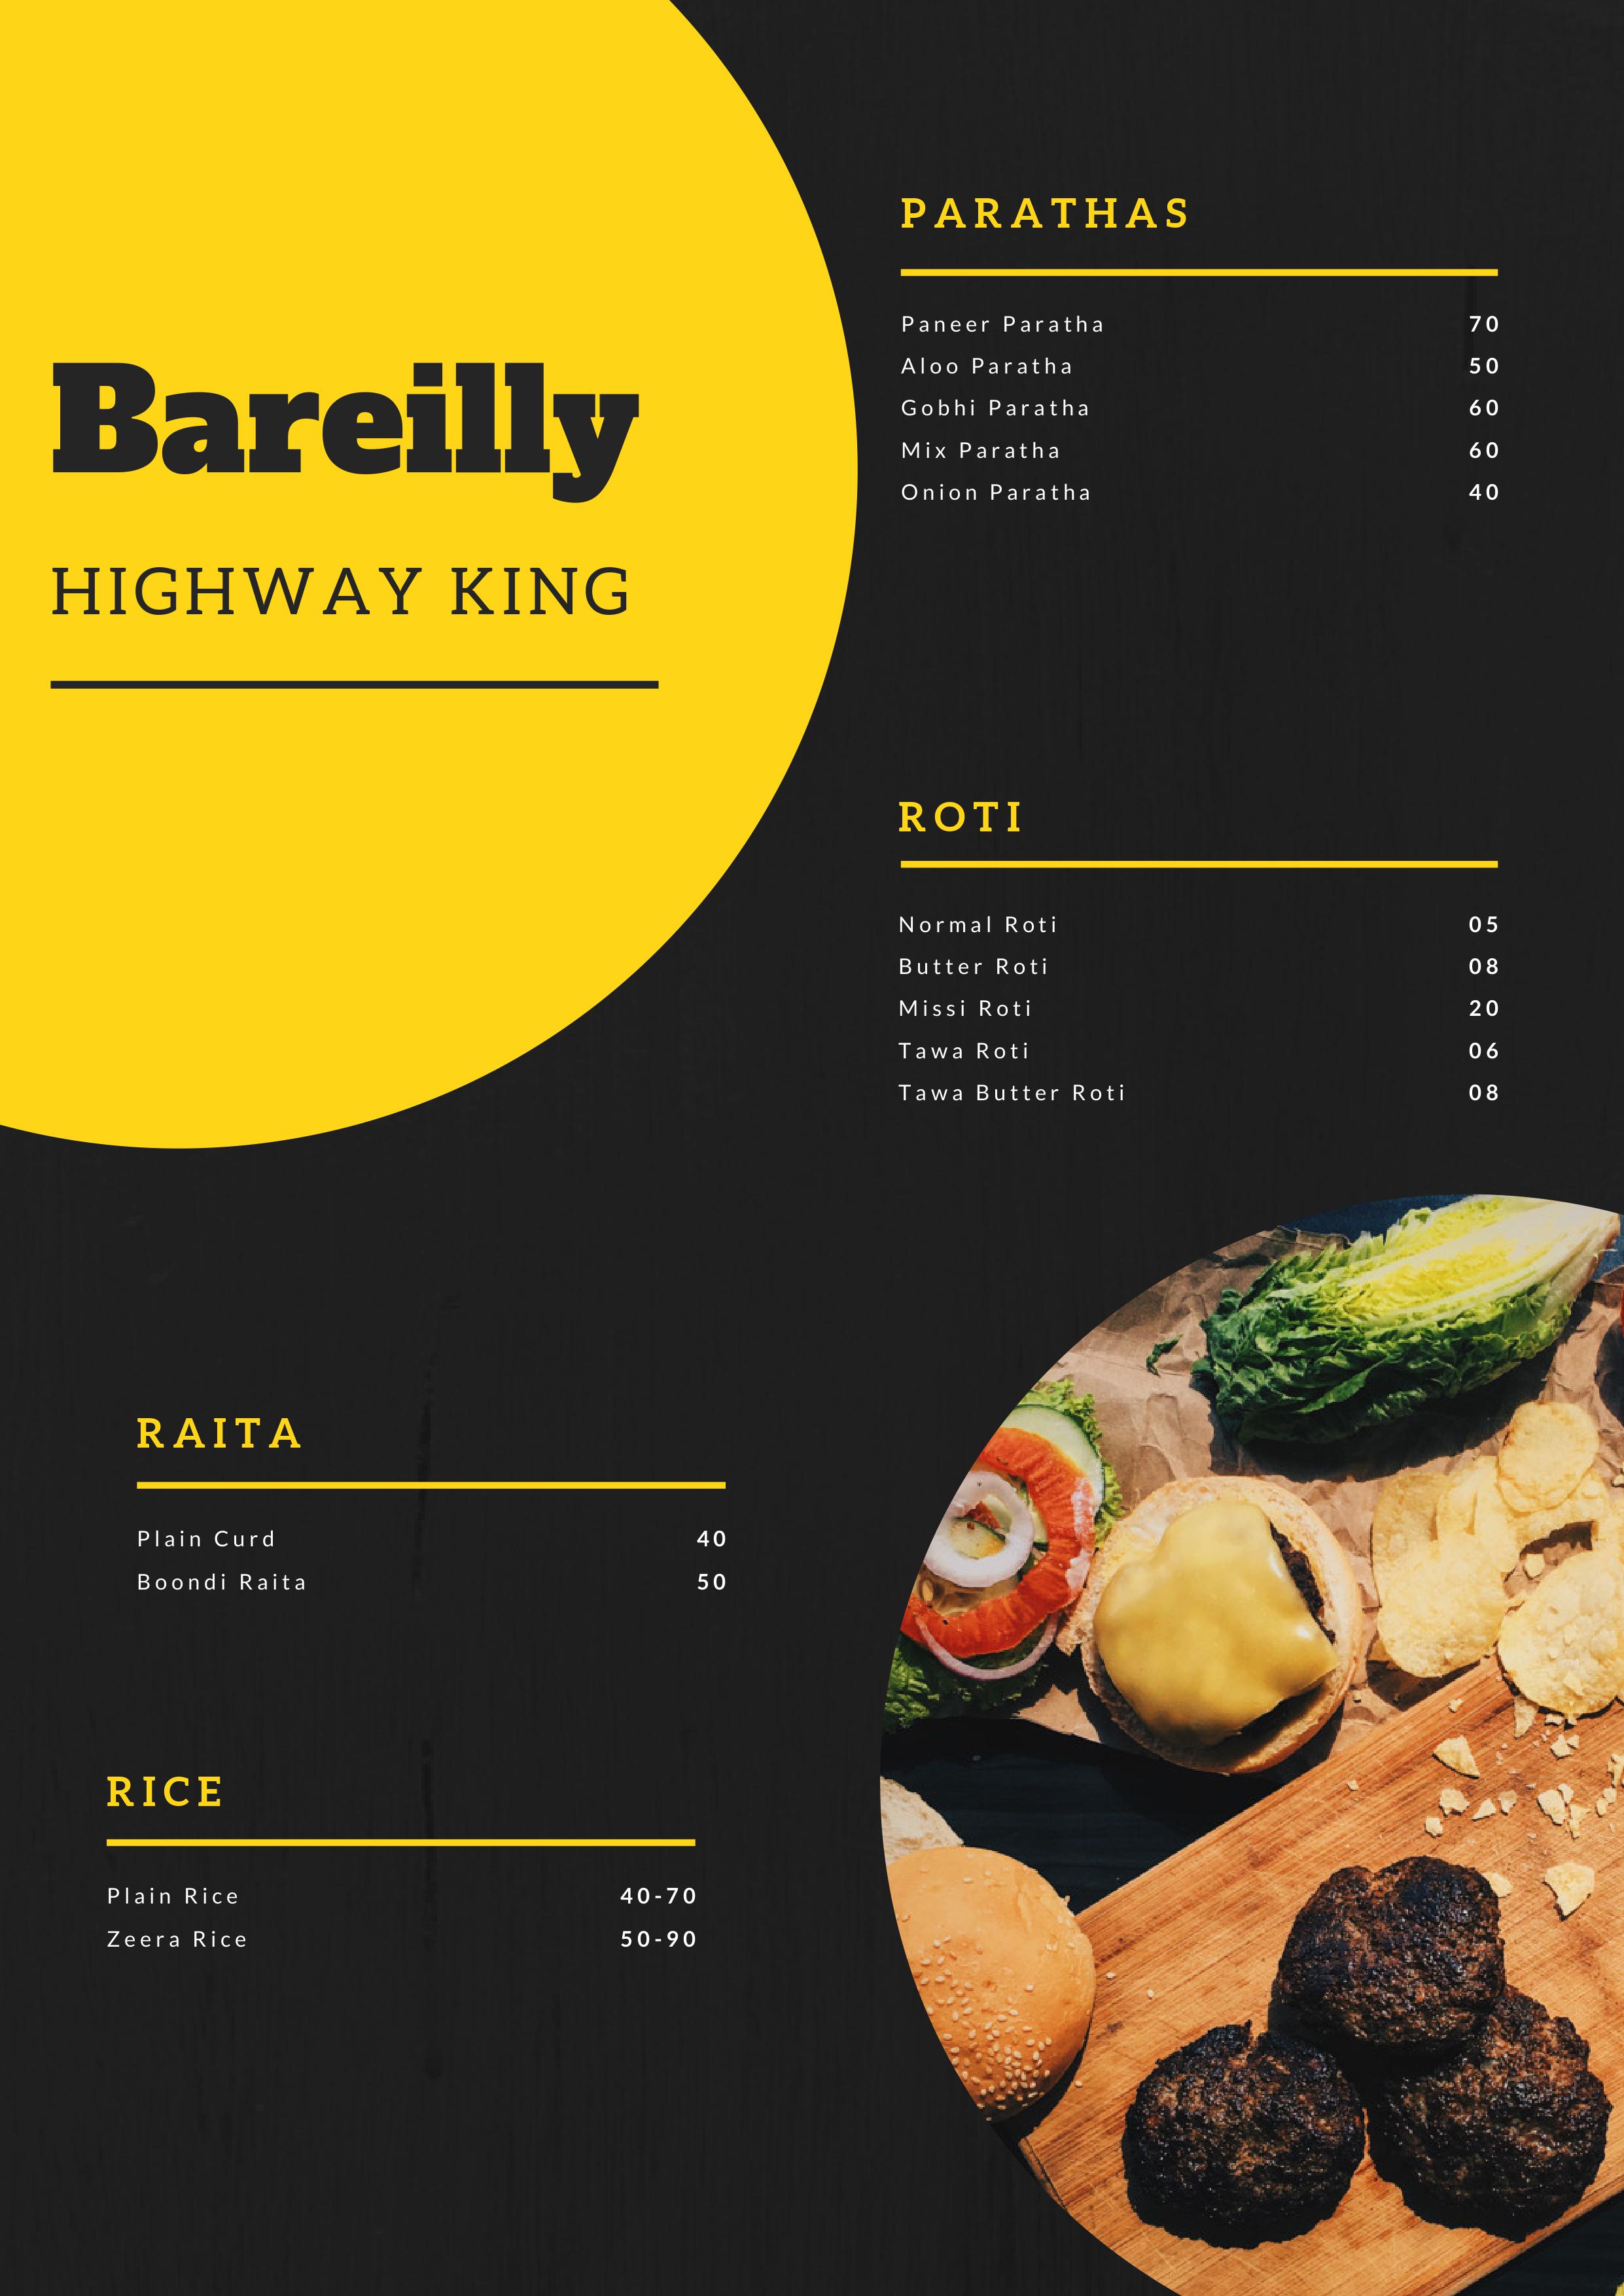 Bareilly
HIGHWAY KING
PARATHAS
Paneer Paratha 70
Aloo Paratha 50
Gobhi Paratha 60
Mix Paratha 60
Onion Paratha 40
ROTI
Normal Roti 05
Butter Roti 08
Missi Roti 20
Tawa Roti 06
Tawa Butter Roti 08
RAITA
Plain Curd 40
Boondi Raita 50
RICE
Plain Rice 40-70
Zeera Rice 50-90